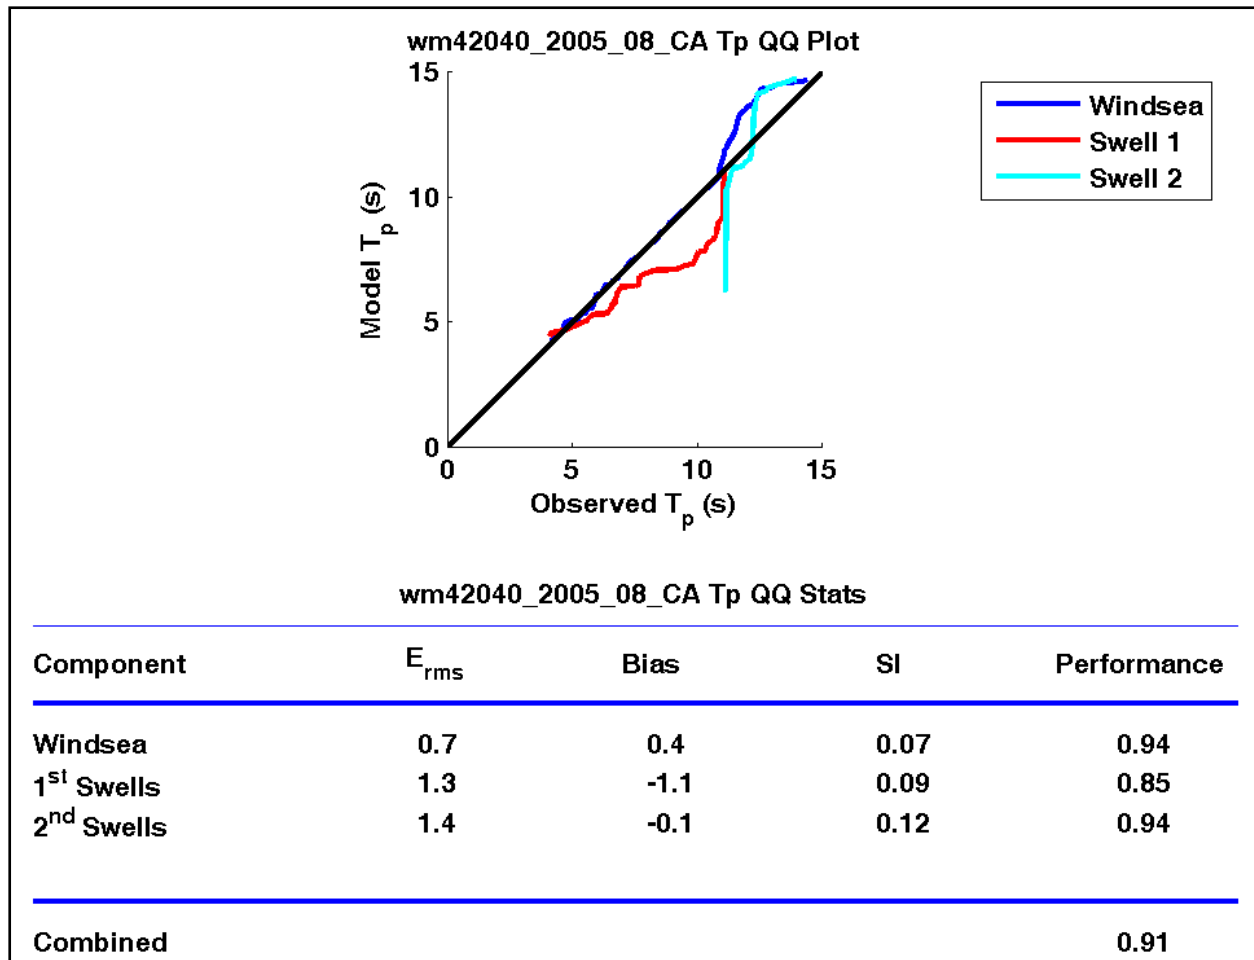 wm42040_2005_08_CA Tp QQ Plot
15
10
5
0
0 5 10 15
Model Tp (s)
Observed Tp (s)
Windsea
Swell 1
Swell 2
wm42040_2005_08_CA Tp QQ Stats
Component Erms Bias SI Performance
Windsea 0.7 0.4 0.07 0.94
1st Swells 1.3 -1.1 0.09 0.85
2nd Swells 1.4 -0.1 0.12 0.94
Combined 0.91